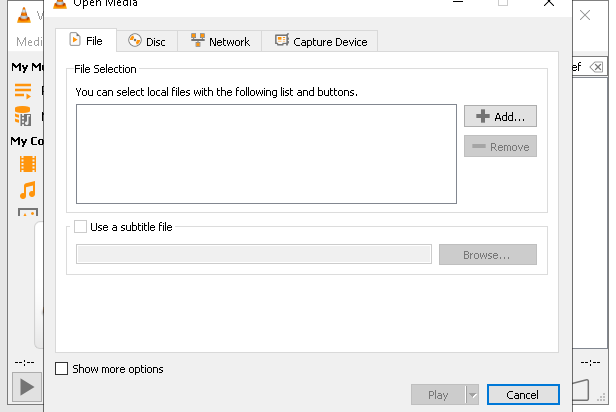 Open Media
Medi
File
Disc
Network
Capture Device
My M
File Selection
You can select local files with the following list and buttons.
Add...
Remove
My Co
Use a subtitle file
Browse...
--:--
--:--
Show more options
Play
Cancel